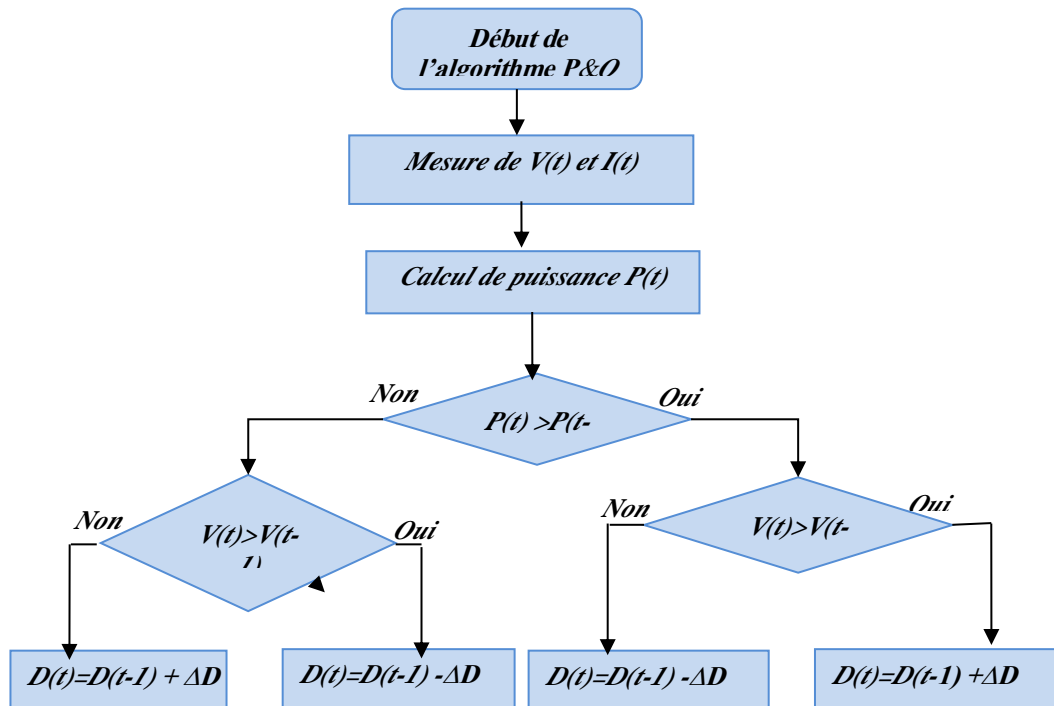 Début de
l'algorithme P&O
Mesure de V(t) et I(t)
Calcul de puissance P(t)
Non
Oui
P(t) >P(t-
Non
V(t)>V(t-
1)
Oui
Non
V(t)>V(t-
Oui
D(t)=D(t-1) + ΔD
D(t)=D(t-1) -ΔD
D(t)=D(t-1) -ΔD
D(t)=D(t-1) +ΔD